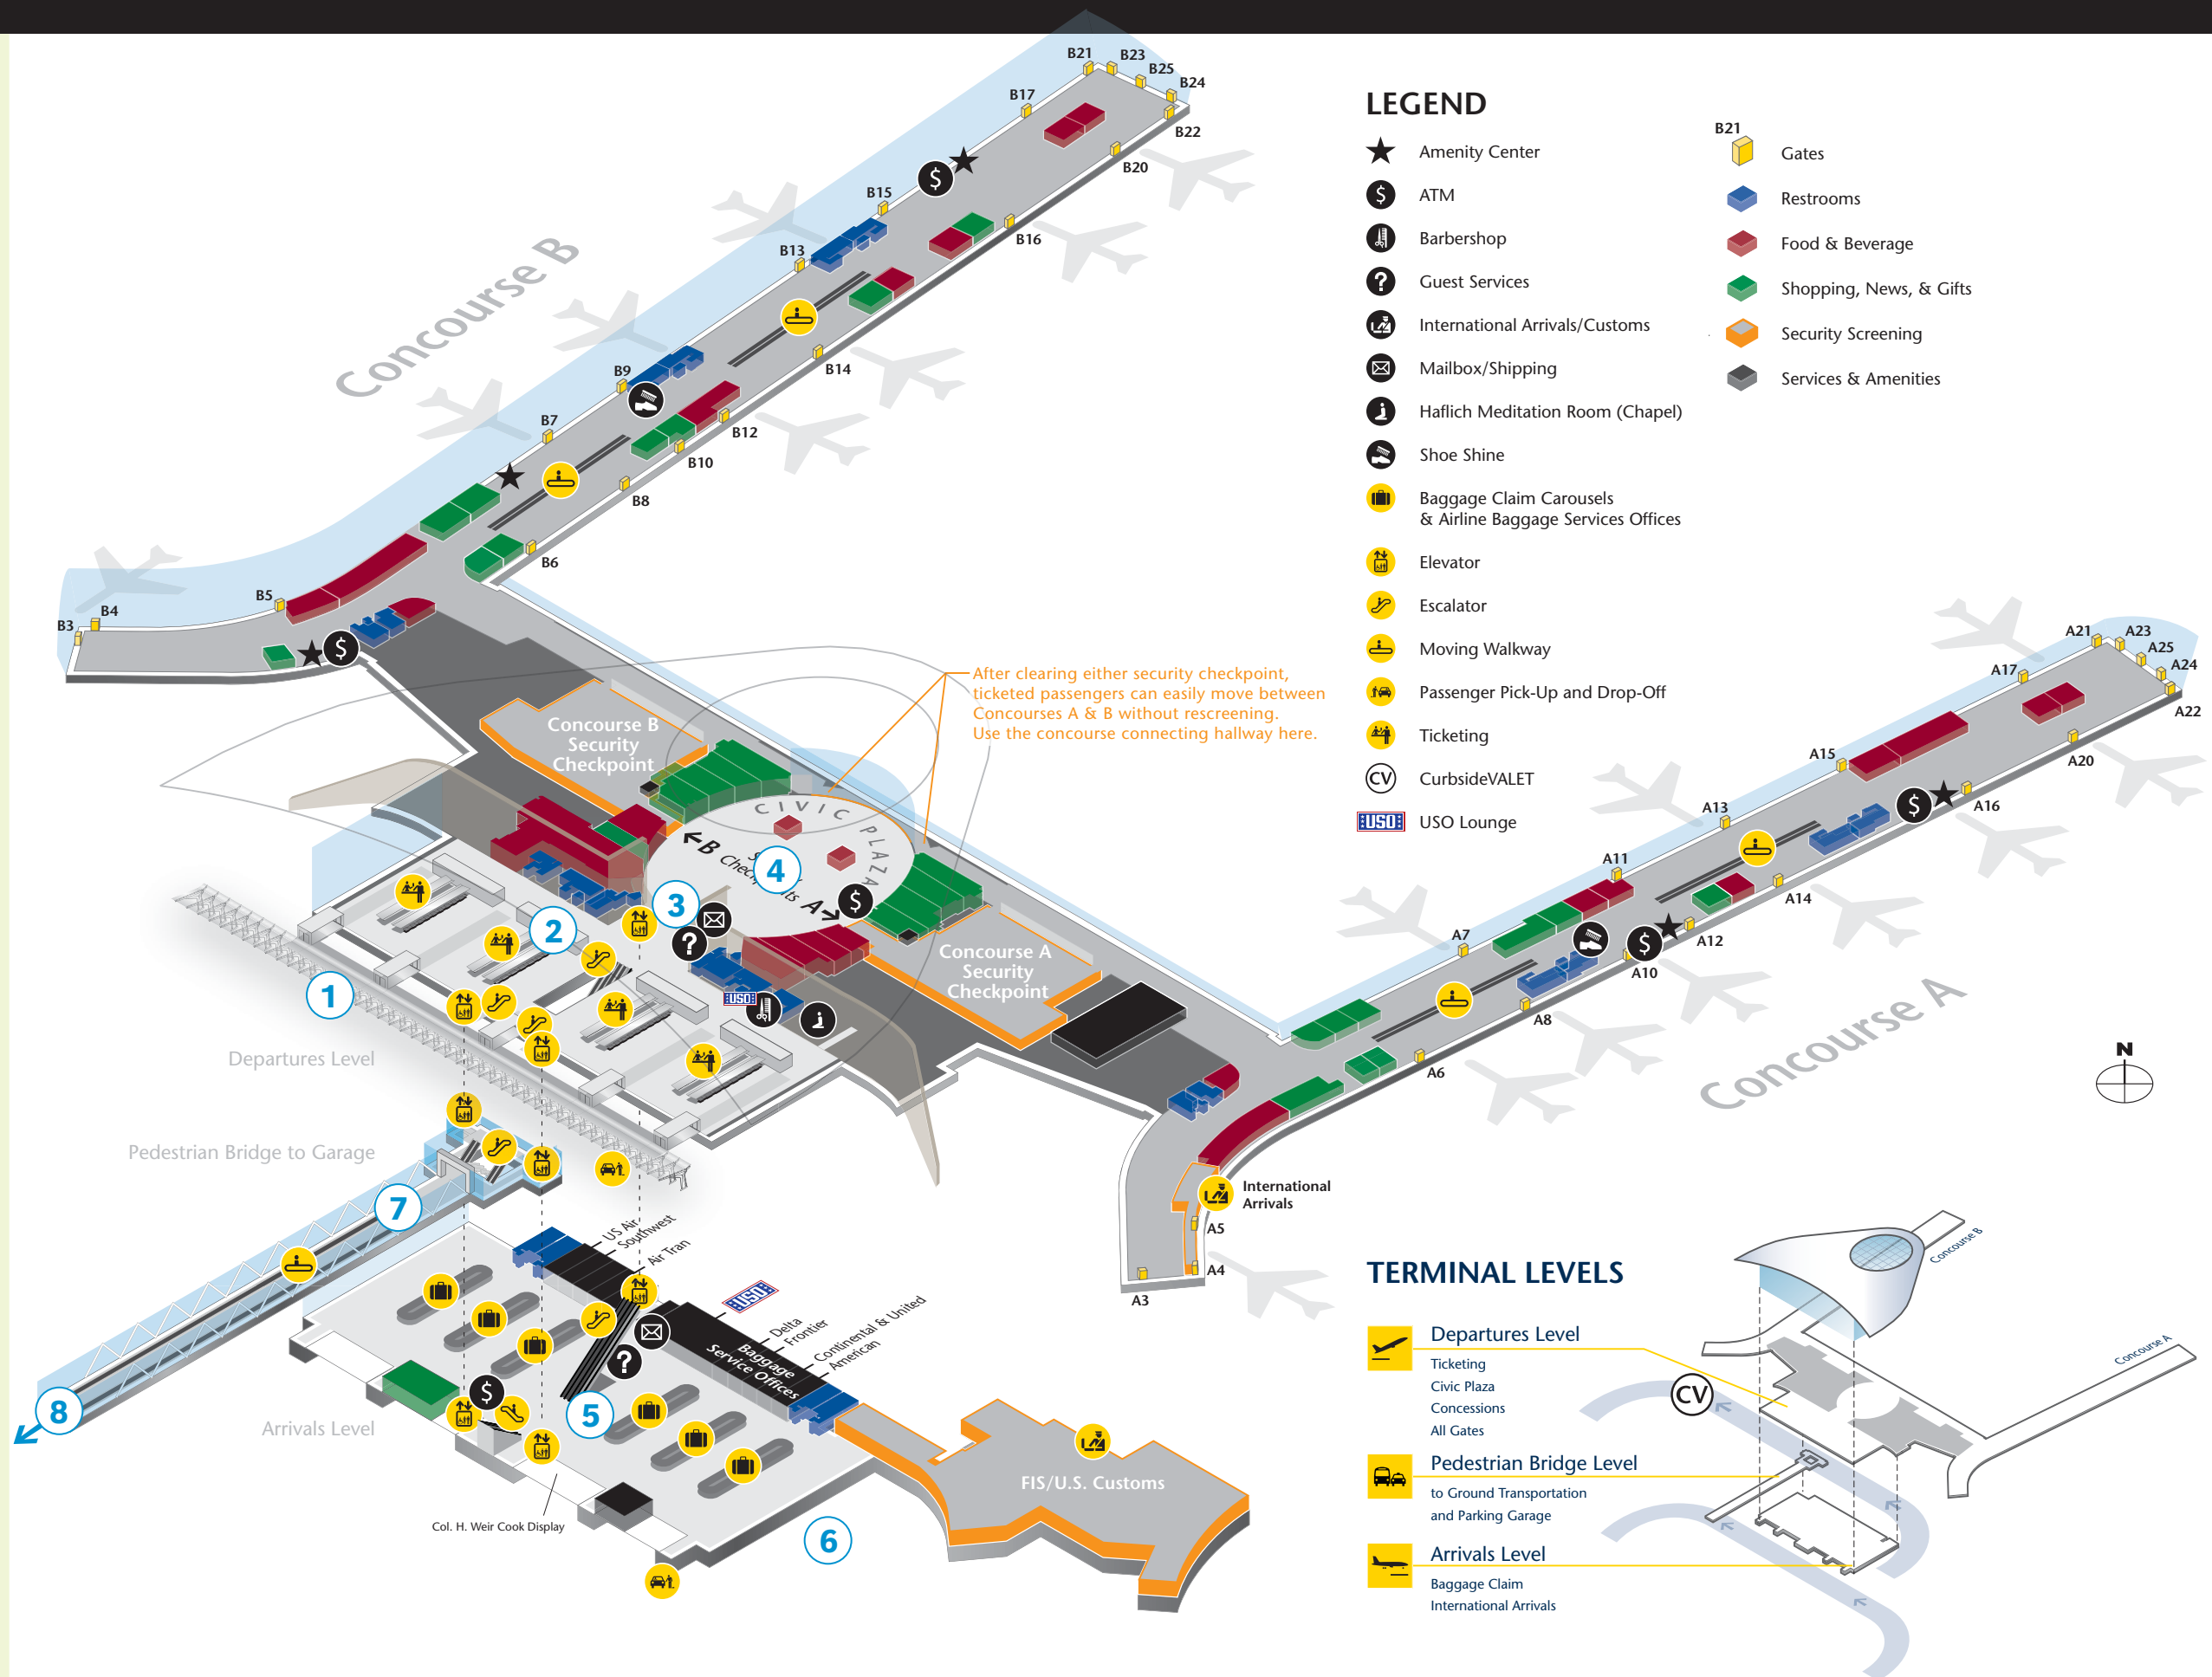 B21
B23
B25
B24
B22
B20
B17
B16
B15
B13
B14
B9
B12
B10
B7
B8
B6
B5
B4
B3
Concourse B
LEGEND
Amenity Center
$
ATM
Barbershop
?
Guest Services
International Arrivals/Customs
Mailbox/Shipping
Haflich Meditation Room (Chapel)
Shoe Shine
Baggage Claim Carousels
& Airline Baggage Services Offices
Elevator
Escalator
Moving Walkway
Passenger Pick-Up and Drop-Off
Ticketing
CV
CurbsideVALET
USO
USO Lounge
B21
Gates
Restrooms
Food & Beverage
Shopping, News, & Gifts
Security Screening
Services & Amenities
$
$
After clearing either security checkpoint,
ticketed passengers can easily move between
Concourses A & B without rescreening.
Use the concourse connecting hallway here.
Concourse B
Security
Checkpoint
CIVIC PLAZA
B
A
4
$
3
?
2
1
USO
Concourse A
Security
Checkpoint
A21
A23
A25
A24
A22
A20
A17
A16
A15
A13
A14
A11
A12
A10
A7
A8
A6
$
$
Concourse A
N
International
Arrivals
A5
A4
A3
Departures Level
Pedestrian Bridge to Garage
7
8
US Air
Southwest
Air Tran
USO
Delta
Frontier
Continental & United
American
Baggage
Service Offices
?
$
5
Arrivals Level
Col. H. Weir Cook Display
6
FIS/U.S. Customs
TERMINAL LEVELS
Departures Level
Ticketing
Civic Plaza
Concessions
All Gates
Pedestrian Bridge Level
to Ground Transportation
and Parking Garage
Arrivals Level
Baggage Claim
International Arrivals
CV
Concourse B
Concourse A